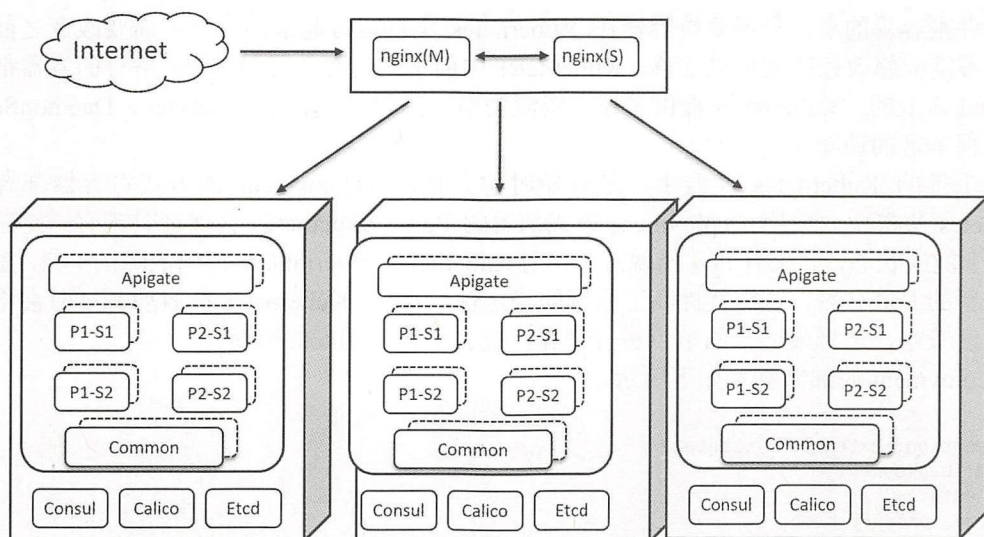 Internet
nginx(M)
nginx(S)
Apigate
P1-S1
P2-S1
P1-S2
P2-S2
Common
Consul
Calico
Etcd
Apigate
P1-S1
P2-S1
P1-S2
P2-S2
Common
Consul
Calico
Etcd
Apigate
P1-S1
P2-S1
P1-S2
P2-S2
Common
Consul
Calico
Etcd